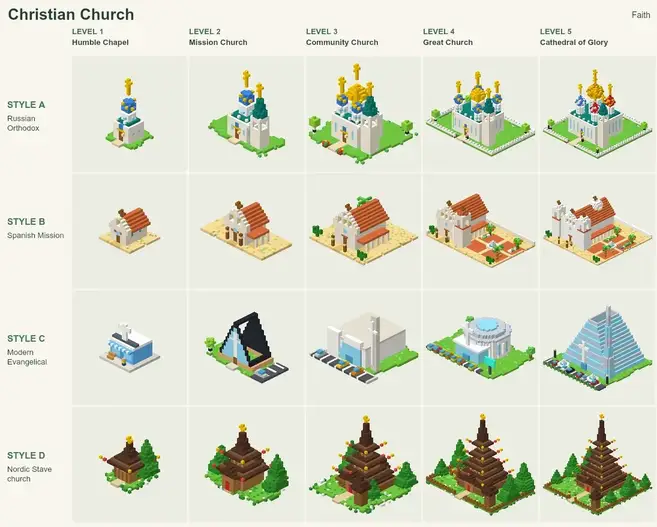 Christian Church
Faith
LEVEL 1
Humble Chapel
LEVEL 2
Mission Church
LEVEL 3
Community Church
LEVEL 4
Great Church
LEVEL 5
Cathedral of Glory
STYLE A
Russian
Orthodox
STYLE B
Spanish Mission
STYLE C
Modern
Evangelical
STYLE D
Nordic Stave
church